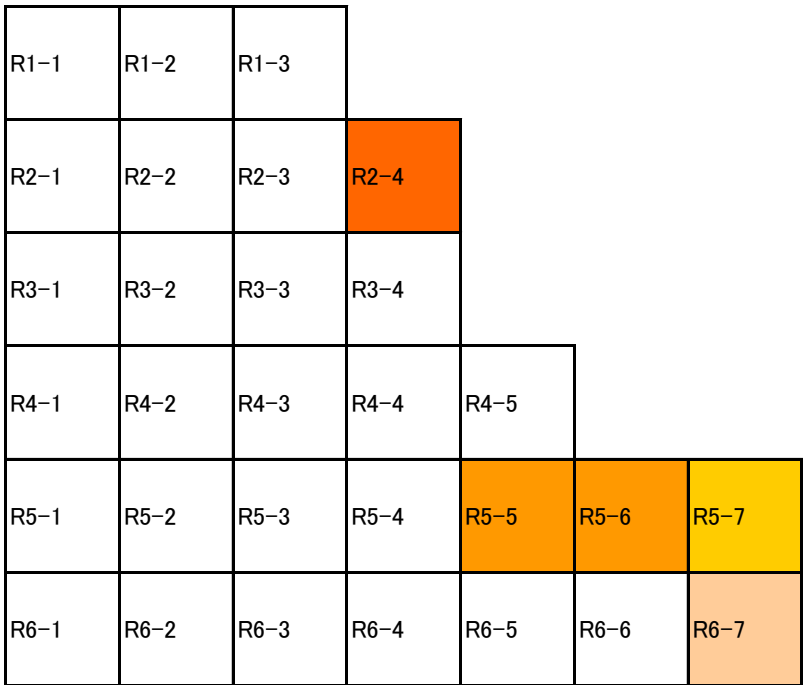 R1-1 R1-2 R1-3
R2-1 R2-2 R2-3 R2-4
R3-1 R3-2 R3-3 R3-4
R4-1 R4-2 R4-3 R4-4 R4-5
R5-1 R5-2 R5-3 R5-4 R5-5 R5-6 R5-7
R6-1 R6-2 R6-3 R6-4 R6-5 R6-6 R6-7